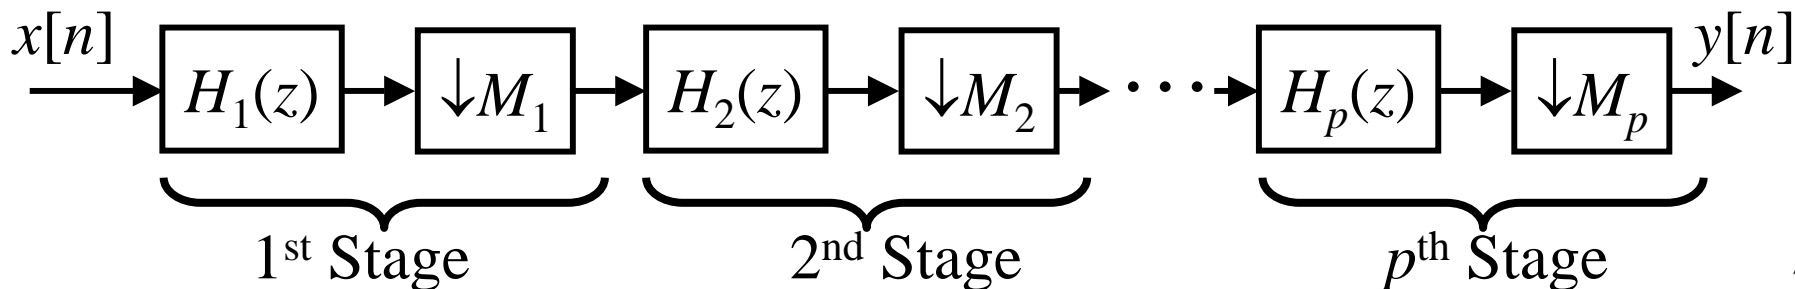 x[n] H₁(z) ↓M₁ H₂(z) ↓M₂ ··· Hₚ(z) ↓Mₚ y[n]
1ˢᵗ Stage 2ⁿᵈ Stage pᵗʰ Stage